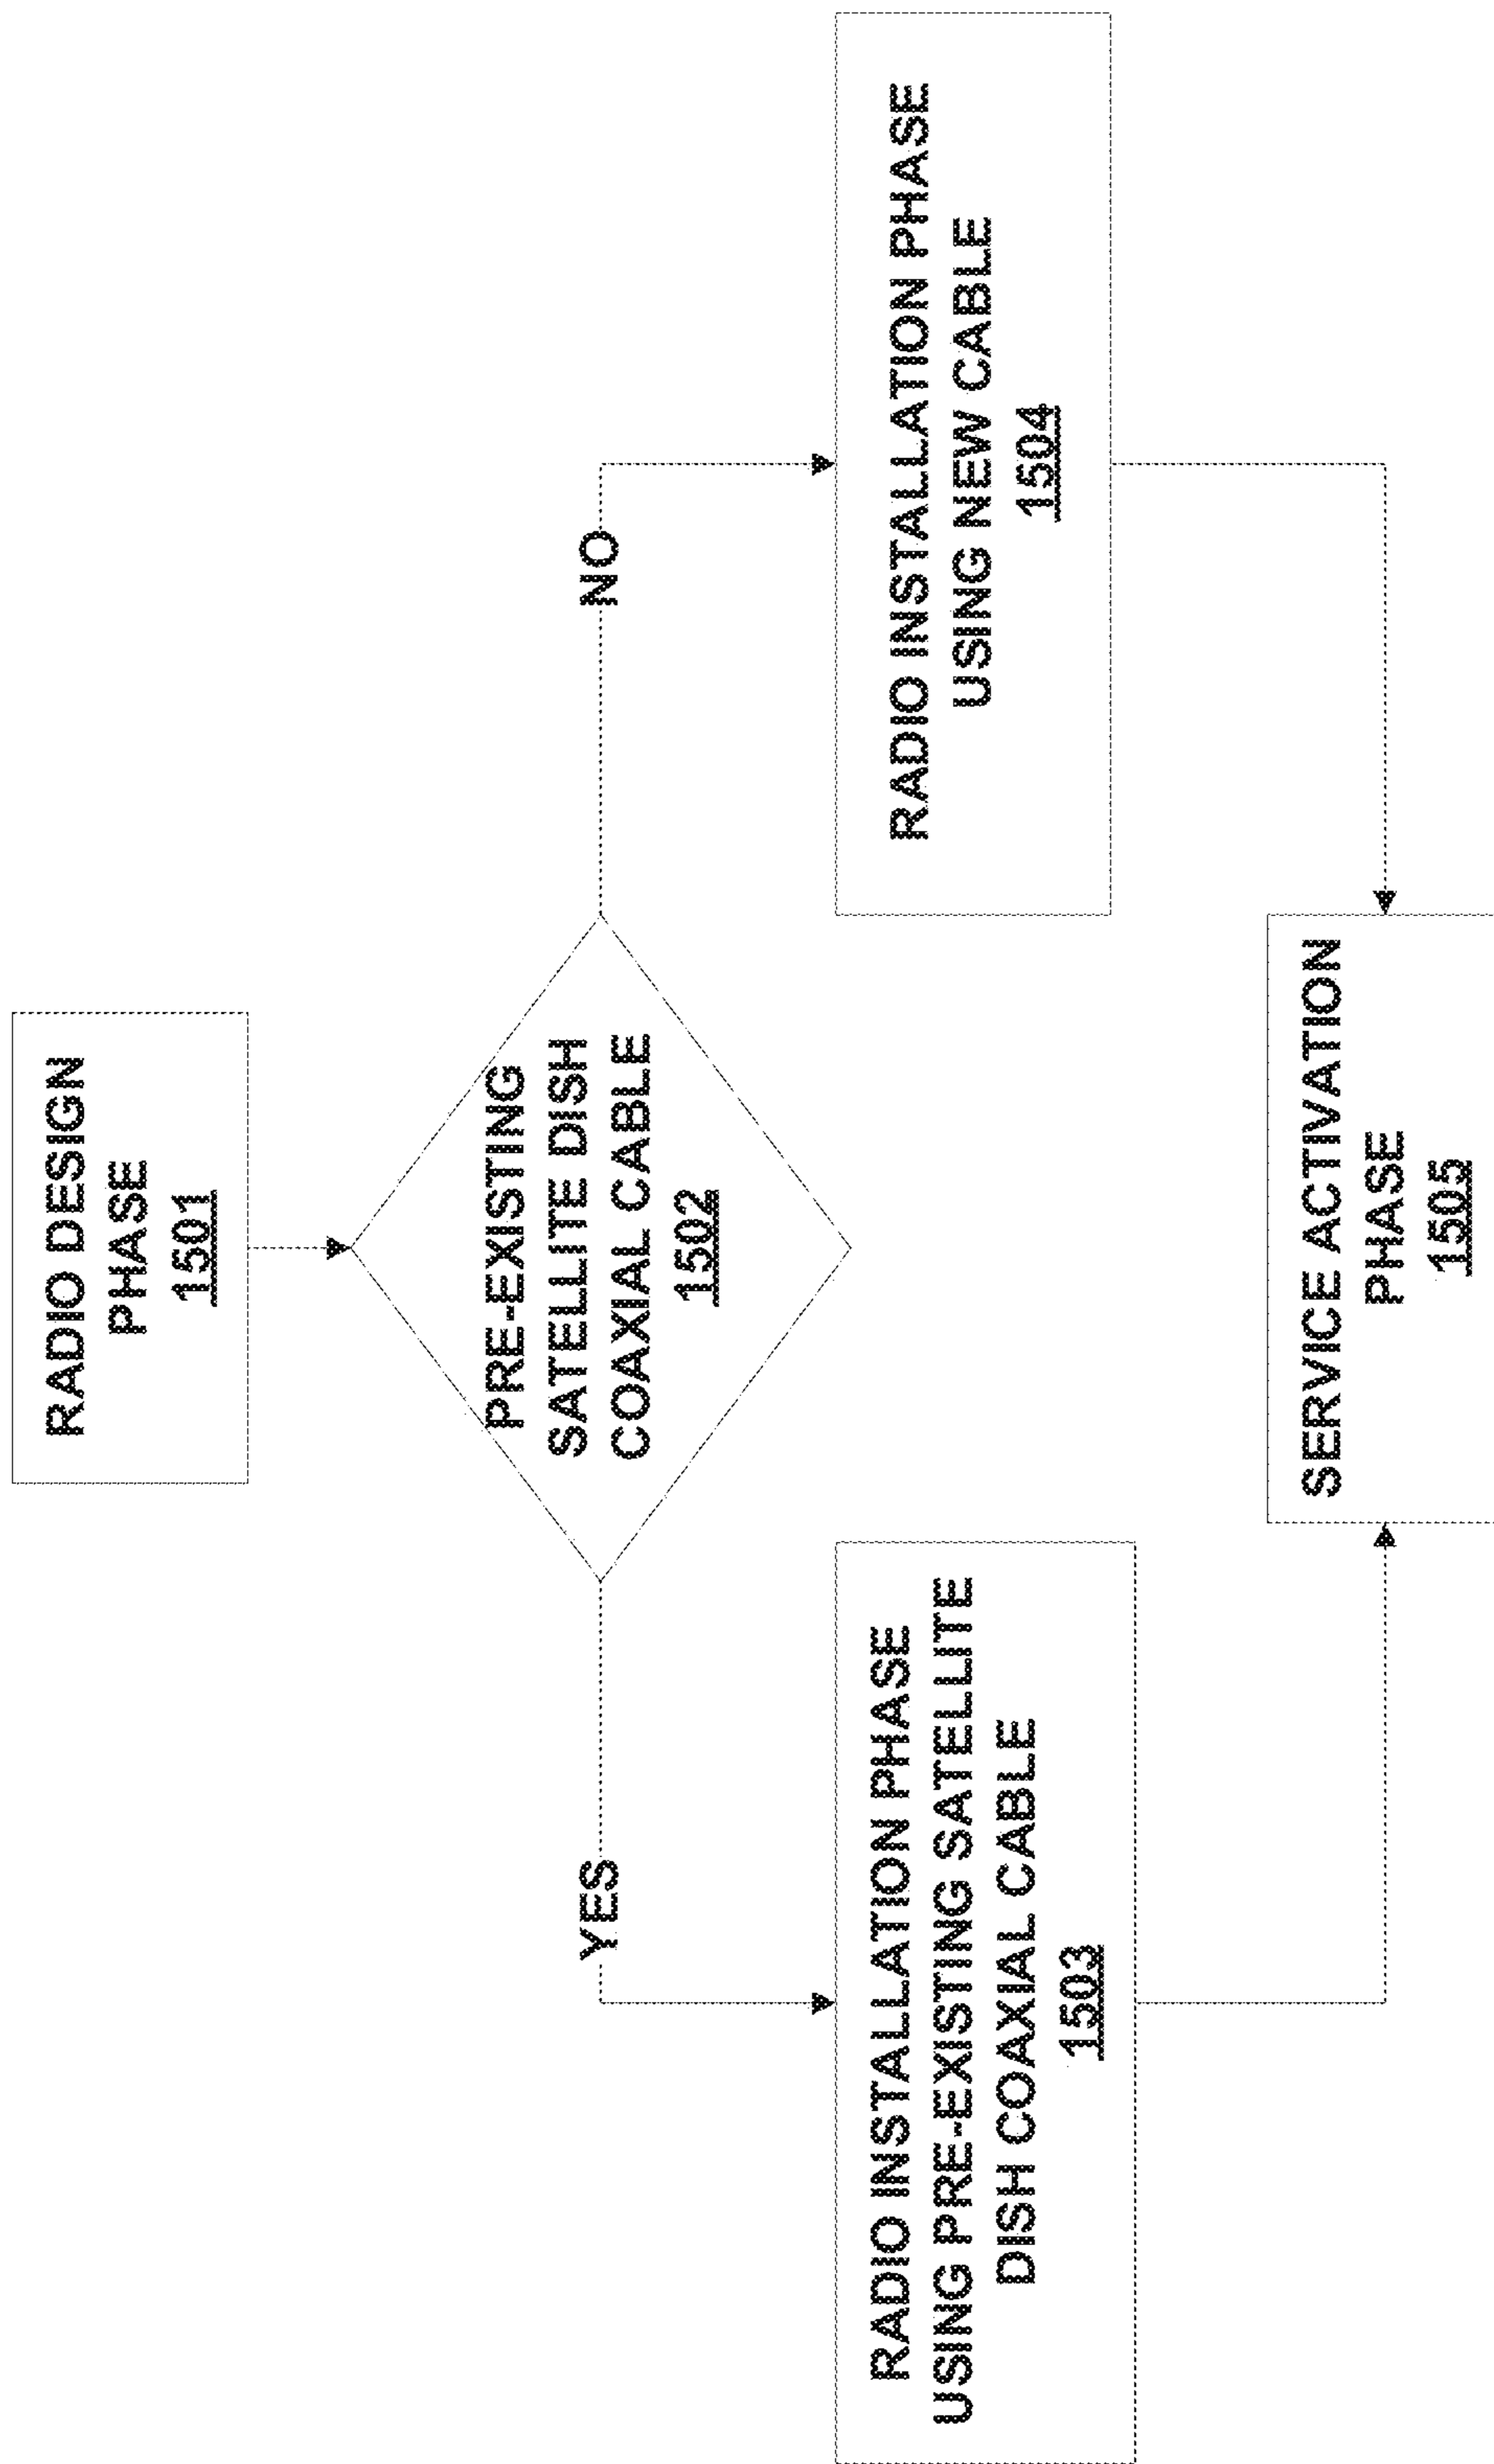 RADIO DESIGN
PHASE
1501
PRE-EXISTING
SATELLITE DISH
COAXIAL CABLE
1502
YES
NO
RADIO INSTALLATION PHASE
USING PRE-EXISTING SATELLITE
DISH COAXIAL CABLE
1503
RADIO INSTALLATION PHASE
USING NEW CABLE
1504
SERVICE ACTIVATION
PHASE
1505